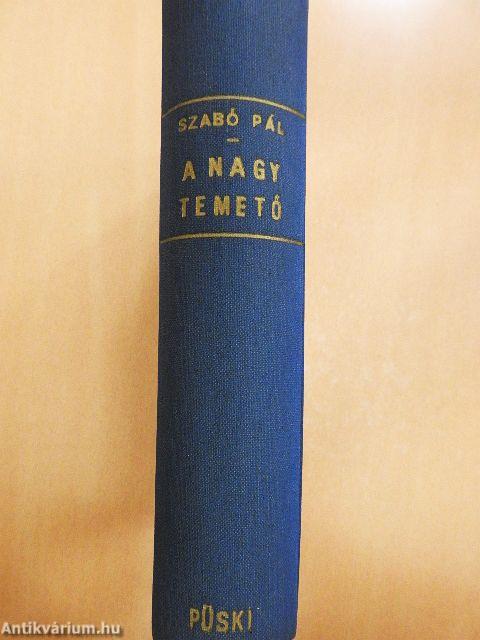 SZABÓ PÁL
–
A NAGY
TEMETŐ
PÜSKI
Antikvárium.hu